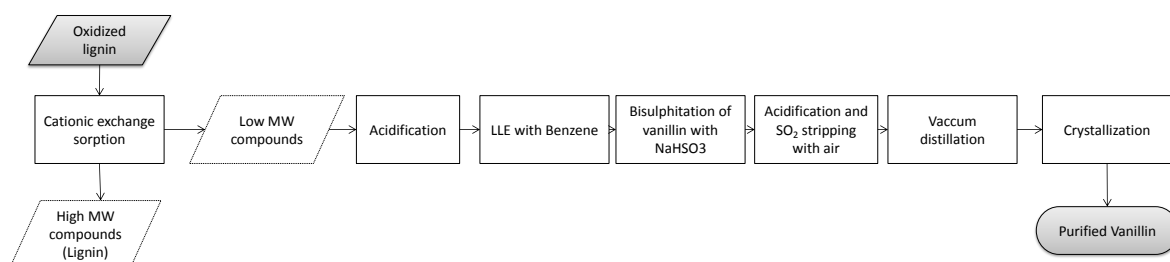 Oxidized
lignin
Cationic exchange
sorption
Low MW
compounds
Acidification
LLE with Benzene
Bisulphitation of
vanillin with
NaHSO3
Acidification and
SO₂ stripping
with air
Vaccum
distillation
Crystallization
High MW
compounds
(Lignin)
Purified Vanillin